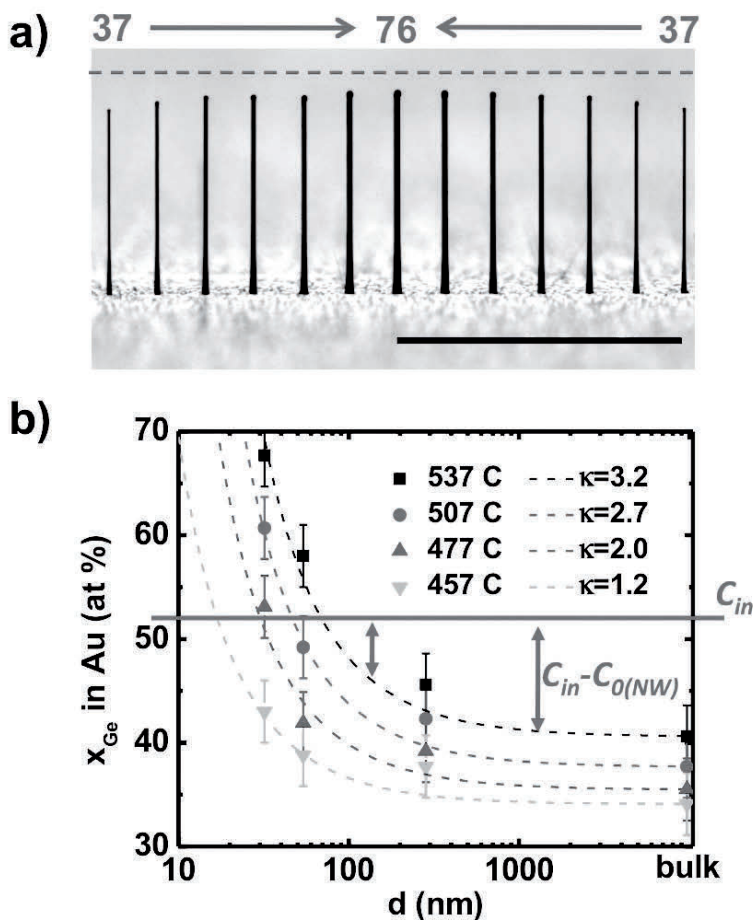 a)
37 76 37
b)
70
60
50
40
30
x_Ge in Au (at %)
537 C κ=3.2
507 C κ=2.7
477 C κ=2.0
457 C κ=1.2
C_in
C_in-C_0(NW)
10 100 1000 bulk
d (nm)